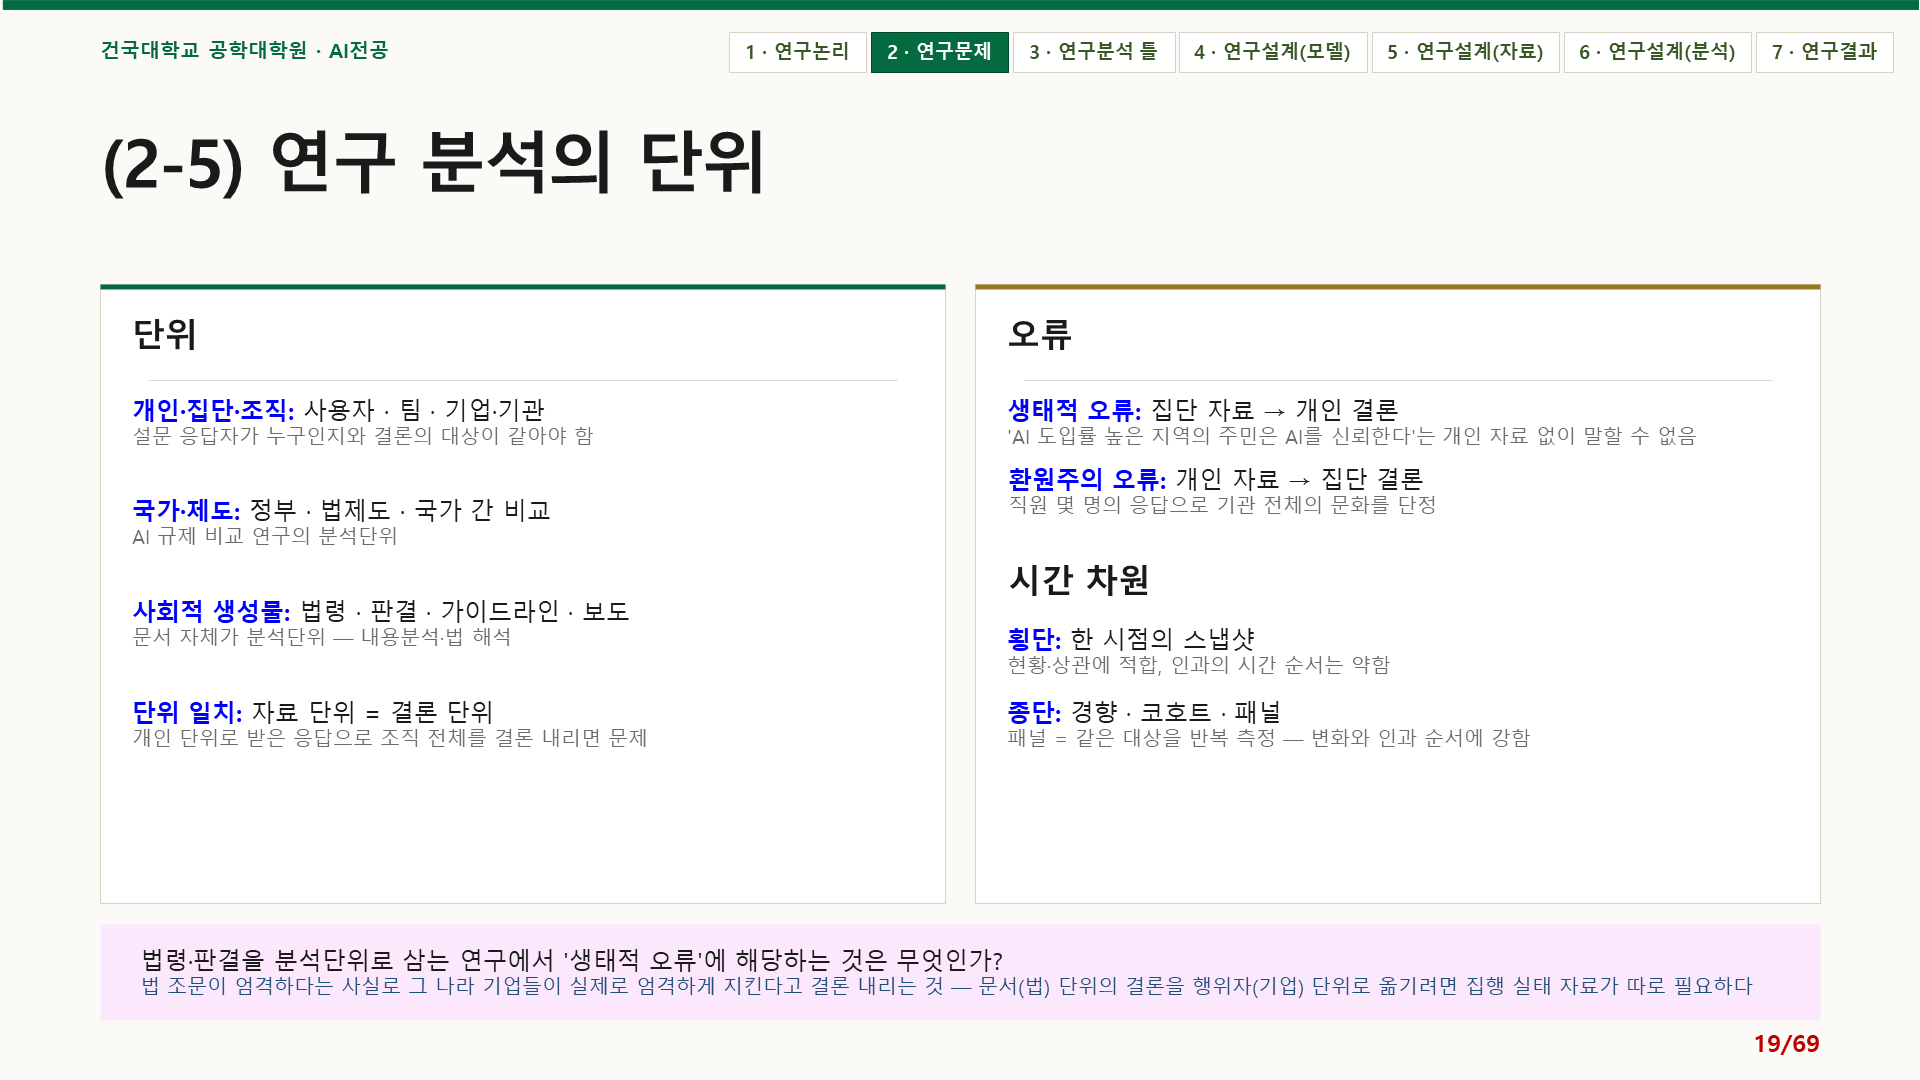 건국대학교 공학대학원 · AI전공
1 · 연구논리
2 · 연구문제
3 · 연구분석 틀
4 · 연구설계(모델)
5 · 연구설계(자료)
6 · 연구설계(분석)
7 · 연구결과
(2-5) 연구 분석의 단위
단위
개인·집단·조직: 사용자 · 팀 · 기업·기관
설문 응답자가 누구인지와 결론의 대상이 같아야 함
국가·제도: 정부 · 법제도 · 국가 간 비교
AI 규제 비교 연구의 분석단위
사회적 생성물: 법령 · 판결 · 가이드라인 · 보도
문서 자체가 분석단위 — 내용분석·법 해석
단위 일치: 자료 단위 = 결론 단위
개인 단위로 받은 응답으로 조직 전체를 결론 내리면 문제
오류
생태적 오류: 집단 자료 → 개인 결론
'AI 도입률 높은 지역의 주민은 AI를 신뢰한다'는 개인 자료 없이 말할 수 없음
환원주의 오류: 개인 자료 → 집단 결론
직원 몇 명의 응답으로 기관 전체의 문화를 단정
시간 차원
횡단: 한 시점의 스냅샷
현황·상관에 적합, 인과의 시간 순서는 약함
종단: 경향 · 코호트 · 패널
패널 = 같은 대상을 반복 측정 — 변화와 인과 순서에 강함
법령·판결을 분석단위로 삼는 연구에서 '생태적 오류'에 해당하는 것은 무엇인가?
법 조문이 엄격하다는 사실로 그 나라 기업들이 실제로 엄격하게 지킨다고 결론 내리는 것 — 문서(법) 단위의 결론을 행위자(기업) 단위로 옮기려면 집행 실태 자료가 따로 필요하다
19/69